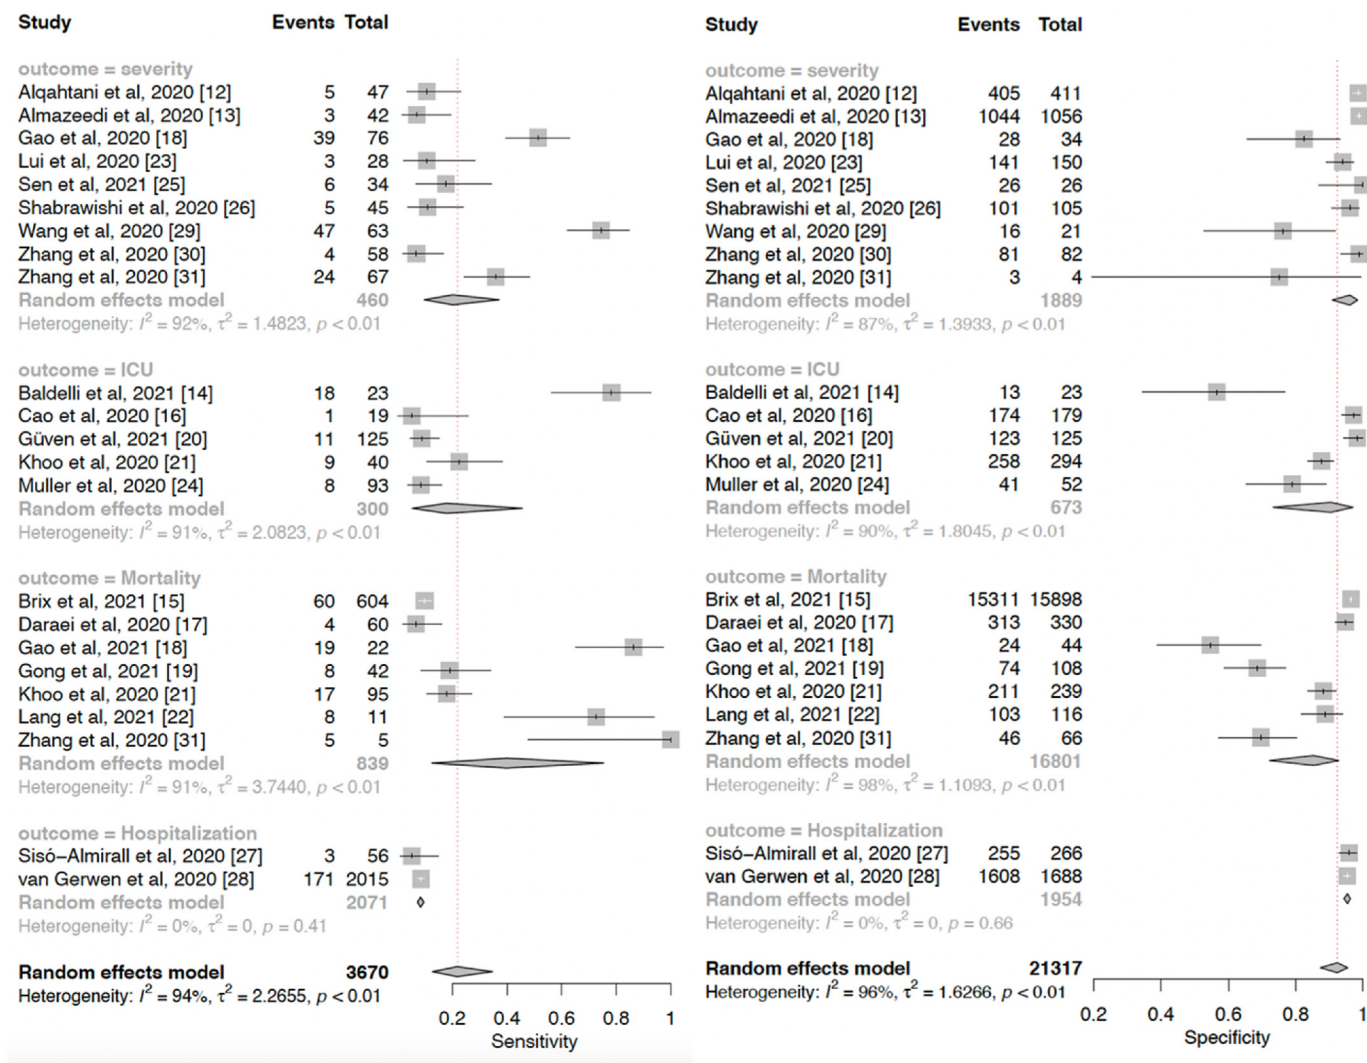 Study Events Total
outcome = severity
Alqahtani et al, 2020 [12] 5 47
Almazeedi et al, 2020 [13] 3 42
Gao et al, 2020 [18] 39 76
Lui et al, 2020 [23] 3 28
Sen et al, 2021 [25] 6 34
Shabrawishi et al, 2020 [26] 5 45
Wang et al, 2020 [29] 47 63
Zhang et al, 2020 [30] 4 58
Zhang et al, 2020 [31] 24 67
Random effects model 460
Heterogeneity: I² = 92%, τ² = 1.4823, p < 0.01
outcome = ICU
Baldelli et al, 2021 [14] 18 23
Cao et al, 2020 [16] 1 19
Güven et al, 2021 [20] 11 125
Khoo et al, 2020 [21] 9 40
Muller et al, 2020 [24] 8 93
Random effects model 300
Heterogeneity: I² = 91%, τ² = 2.0823, p < 0.01
outcome = Mortality
Brix et al, 2021 [15] 60 604
Daraei et al, 2020 [17] 4 60
Gao et al, 2021 [18] 19 22
Gong et al, 2021 [19] 8 42
Khoo et al, 2020 [21] 17 95
Lang et al, 2021 [22] 8 11
Zhang et al, 2020 [31] 5 5
Random effects model 839
Heterogeneity: I² = 91%, τ² = 3.7440, p < 0.01
outcome = Hospitalization
Sisó–Almirall et al, 2020 [27] 3 56
van Gerwen et al, 2020 [28] 171 2015
Random effects model 2071
Heterogeneity: I² = 0%, τ² = 0, p = 0.41
Random effects model 3670
Heterogeneity: I² = 94%, τ² = 2.2655, p < 0.01
0.2 0.4 0.6 0.8 1
Sensitivity
Study Events Total
outcome = severity
Alqahtani et al, 2020 [12] 405 411
Almazeedi et al, 2020 [13] 1044 1056
Gao et al, 2020 [18] 28 34
Lui et al, 2020 [23] 141 150
Sen et al, 2021 [25] 26 26
Shabrawishi et al, 2020 [26] 101 105
Wang et al, 2020 [29] 16 21
Zhang et al, 2020 [30] 81 82
Zhang et al, 2020 [31] 3 4
Random effects model 1889
Heterogeneity: I² = 87%, τ² = 1.3933, p < 0.01
outcome = ICU
Baldelli et al, 2021 [14] 13 23
Cao et al, 2020 [16] 174 179
Güven et al, 2021 [20] 123 125
Khoo et al, 2020 [21] 258 294
Muller et al, 2020 [24] 41 52
Random effects model 673
Heterogeneity: I² = 90%, τ² = 1.8045, p < 0.01
outcome = Mortality
Brix et al, 2021 [15] 15311 15898
Daraei et al, 2020 [17] 313 330
Gao et al, 2021 [18] 24 44
Gong et al, 2021 [19] 74 108
Khoo et al, 2020 [21] 211 239
Lang et al, 2021 [22] 103 116
Zhang et al, 2020 [31] 46 66
Random effects model 16801
Heterogeneity: I² = 98%, τ² = 1.1093, p < 0.01
outcome = Hospitalization
Sisó–Almirall et al, 2020 [27] 255 266
van Gerwen et al, 2020 [28] 1608 1688
Random effects model 1954
Heterogeneity: I² = 0%, τ² = 0, p = 0.66
Random effects model 21317
Heterogeneity: I² = 96%, τ² = 1.6266, p < 0.01
0.2 0.4 0.6 0.8 1
Specificity